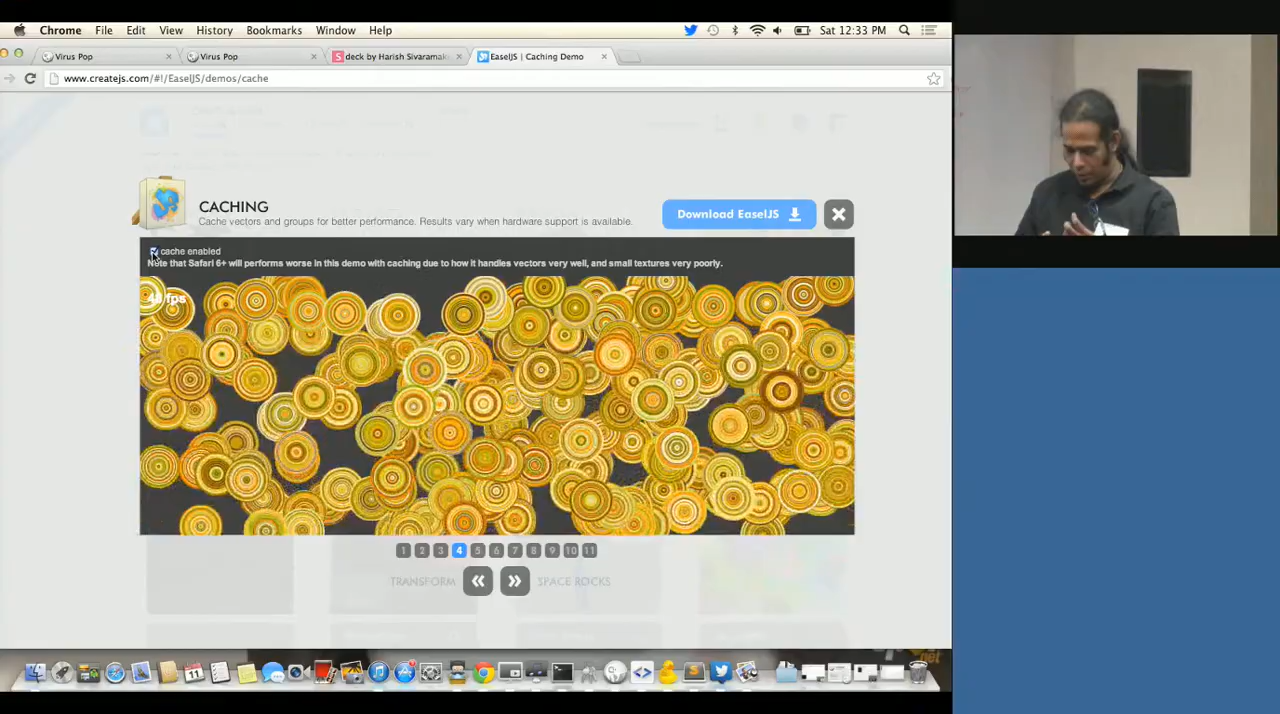 Chrome File Edit View History Bookmarks Window Help Sat 12:33 PM
Virus Pop Virus Pop deck by Harish Sivaramak EaselJS | Caching Demo
www.createjs.com/#!/EaselJS/demos/cache
CACHING
Cache vectors and groups for better performance. Results vary when hardware support is available.
Download EaselJS
cache enabled
Note that Safari 6+ will performs worse in this demo with caching due to how it handles vectors very well, and small textures very poorly.
fps
1 2 3 4 5 6 7 8 9 10 11
TRANSFORM SPACE ROCKS